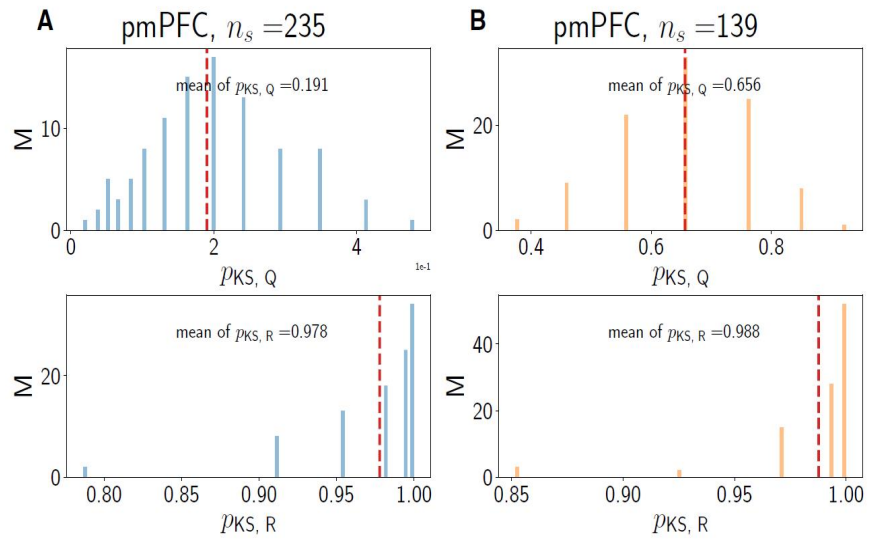 A
pmPFC, n_s=235
mean of p_KS, Q=0.191
M
10
0
0 2 4
1e-1
p_KS, Q
mean of p_KS, R=0.978
M
20
0
0.80 0.85 0.90 0.95 1.00
p_KS, R
B
pmPFC, n_s=139
mean of p_KS, Q=0.656
M
20
0
0.4 0.6 0.8
p_KS, Q
mean of p_KS, R=0.988
M
40
20
0
0.85 0.90 0.95 1.00
p_KS, R